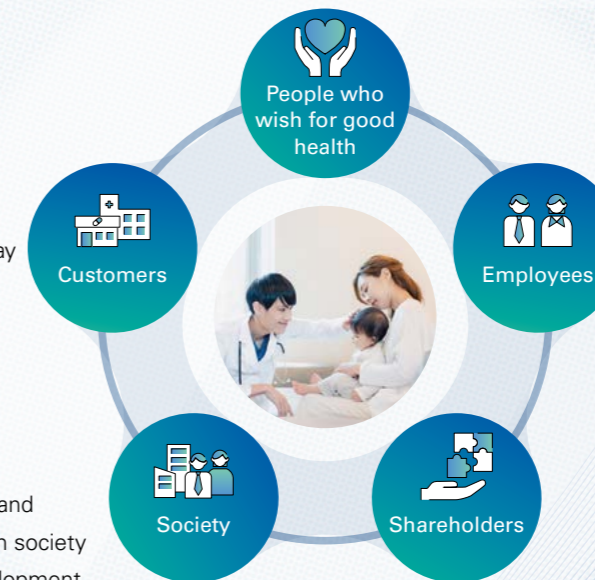 People who
wish for good
health
Customers
Employees
Society
Shareholders
and
society